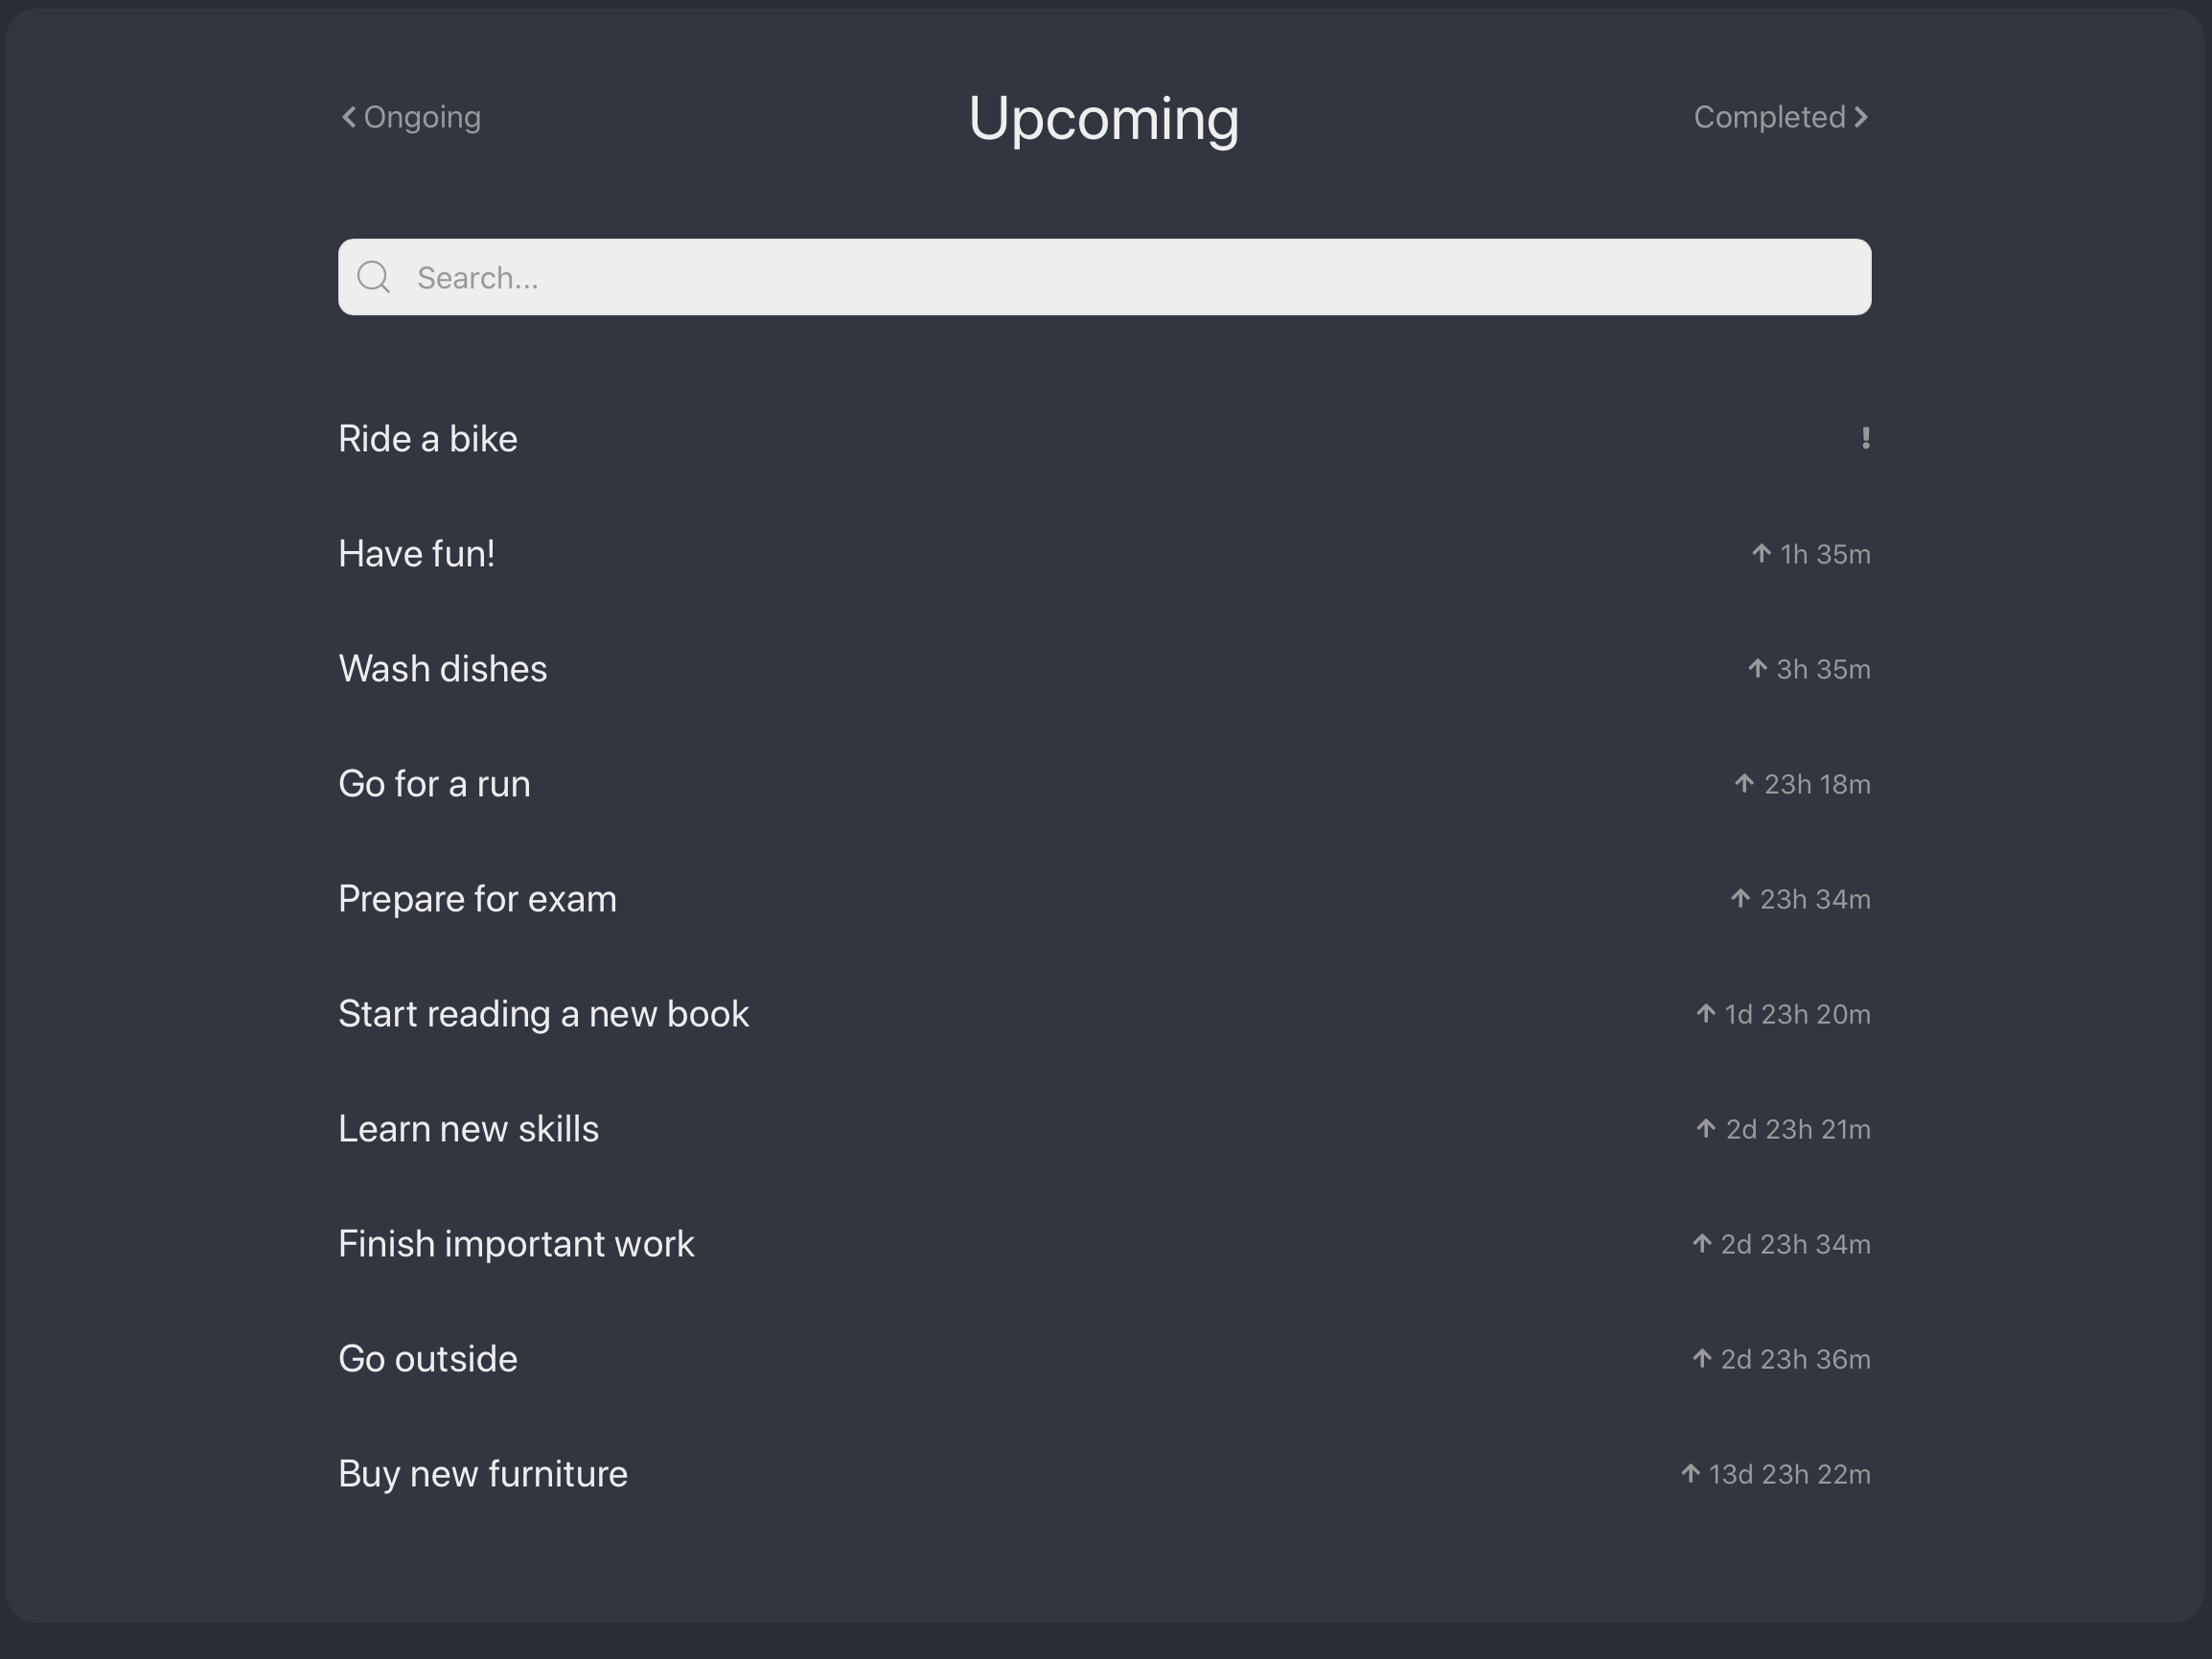 Ongoing
Upcoming
Completed
Search...
Ride a bike !
Have fun! ↑ 1h 35m
Wash dishes ↑ 3h 35m
Go for a run ↑ 23h 18m
Prepare for exam ↑ 23h 34m
Start reading a new book ↑ 1d 23h 20m
Learn new skills ↑ 2d 23h 21m
Finish important work ↑ 2d 23h 34m
Go outside ↑ 2d 23h 36m
Buy new furniture ↑ 13d 23h 22m